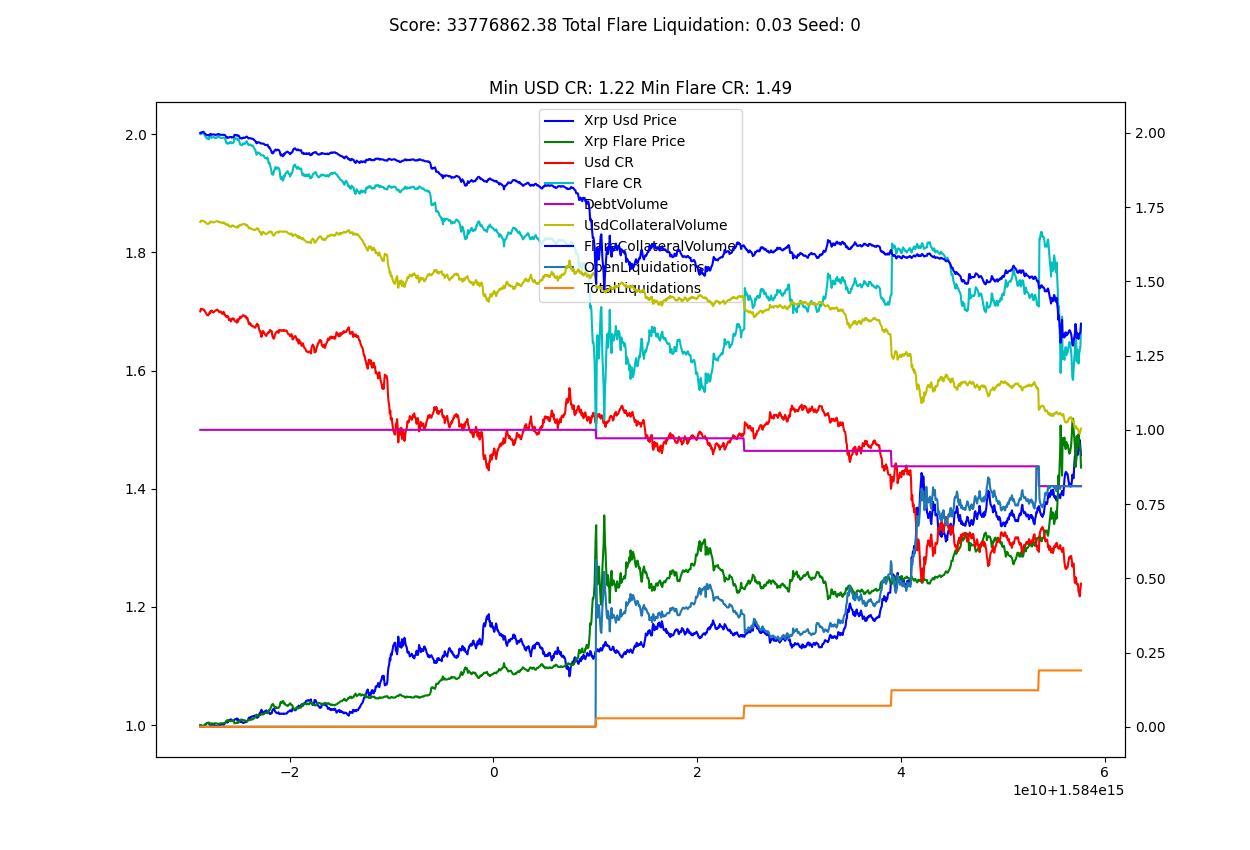 Score: 33776862.38 Total Flare Liquidation: 0.03 Seed: 0
Min USD CR: 1.22 Min Flare CR: 1.49
Xrp Usd Price
Xrp Flare Price
Usd CR
Flare CR
DebtVolume
UsdCollateralVolume
FlareCollateralVolume
OpenLiquidations
TotalLiquidations
2.0
1.8
1.6
1.4
1.2
1.0
2.00
1.75
1.50
1.25
1.00
0.75
0.50
0.25
0.00
−2
0
2
4
6
1e10+1.584e15